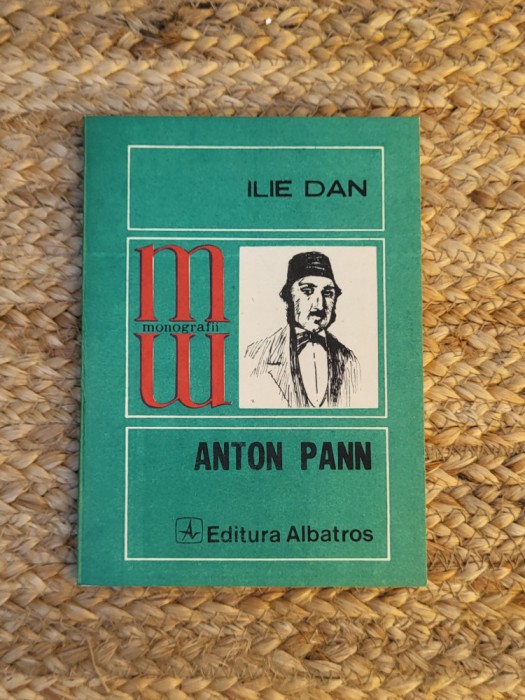 ILIE DAN
m
monografii
m
ANTON PANN
Editura Albatros